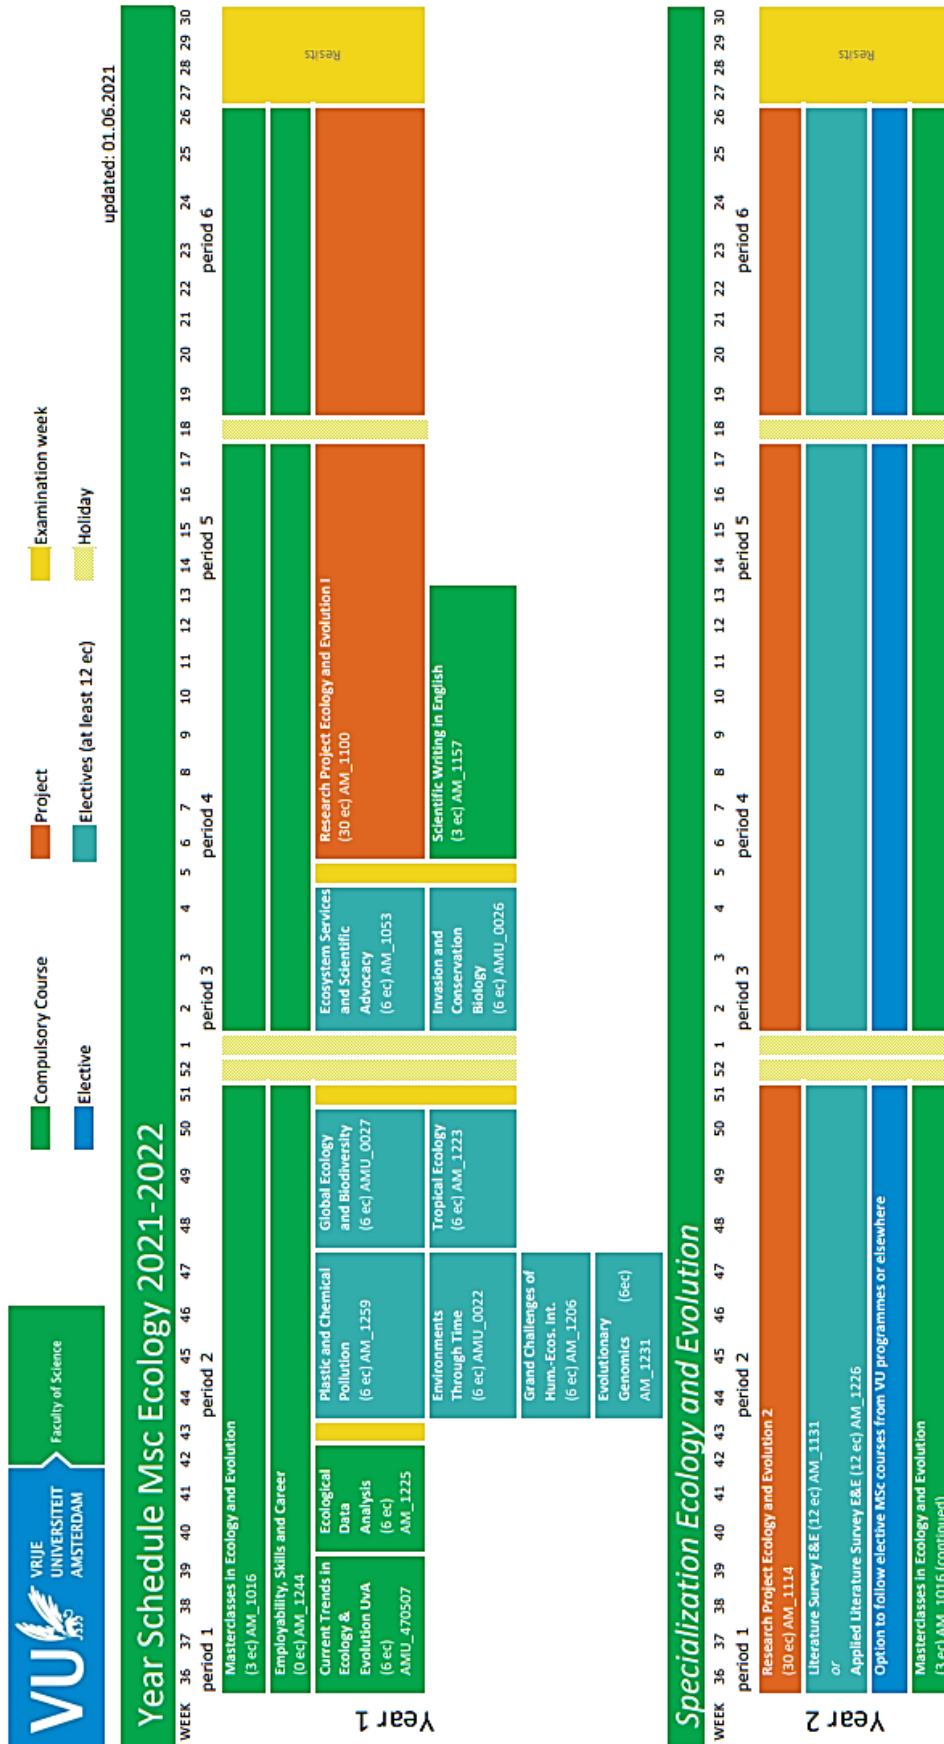 VU
VRIJE
UNIVERSITEIT
AMSTERDAM
Faculty of Science
Compulsory Course
Project
Examination week
Elective
Electives (at least 12 ec)
Holiday
updated: 01.06.2021
Year Schedule Msc Ecology 2021-2022
WEEK 36 37 38 39 40 41 42 43 44 45 46 47 48 49 50 51 52 1 2 3 4 5 6 7 8 9 10 11 12 13 14 15 16 17 18 19 20 21 22 23 24 25 26 27 28 29 30
period 1 period 2 period 3 period 4 period 5 period 6
Year 1
Masterclasses in Ecology and Evolution
(3 ec) AM_1016
Employability, Skills and Career
(0 ec) AM_1244
Current Trends in
Ecology &
Evolution UvA
(6 ec)
AMU_470507
Ecological
Data
Analysis
(6 ec)
AM_1225
Plastic and Chemical
Pollution
(6 ec) AM_1259
Global Ecology
and Biodiversity
(6 ec) AMU_0027
Ecosystem Services
and Scientific
Advocacy
(6 ec) AM_1053
Research Project Ecology and Evolution I
(30 ec) AM_1100
Resits
Environments
Through Time
(6 ec) AMU_0022
Tropical Ecology
(6 ec) AM_1223
Invasion and
Conservation
Biology
(6 ec) AMU_0026
Scientific Writing in English
(3 ec) AM_1157
Grand Challenges of
Hum.-Ecos. Int.
(6 ec) AM_1206
Evolutionary
Genomics (6ec)
AM_1231
Specialization Ecology and Evolution
36 37 38 39 40 41 42 43 44 45 46 47 48 49 50 51 52 1 2 3 4 5 6 7 8 9 10 11 12 13 14 15 16 17 18 19 20 21 22 23 24 25 26 27 28 29 30
period 1 period 2 period 3 period 4 period 5 period 6
Year 2
Research Project Ecology and Evolution 2
(30 ec) AM_1114
Resits
Literature Survey E&E (12 ec) AM_1131
or
Applied Literature Survey E&E (12 ec) AM_1226
Option to follow elective MSc courses from VU programmes or elsewhere
Masterclasses in Ecology and Evolution
(3 ec) AM_1016 (continued)